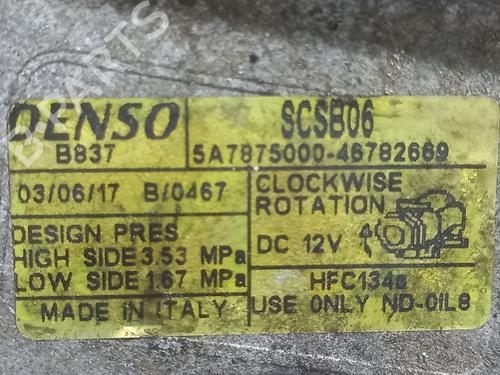 DENSO
SCSB06
B837
5A7875000-46782669
03/06/17 B/0467
CLOCKWISE
ROTATION
DC 12V
DESIGN PRES
HIGH SIDE 3.53 MPa
LOW SIDE 1.67 MPa
HFC134a
MADE IN ITALY
USE ONLY ND-OIL8
B-PARTS